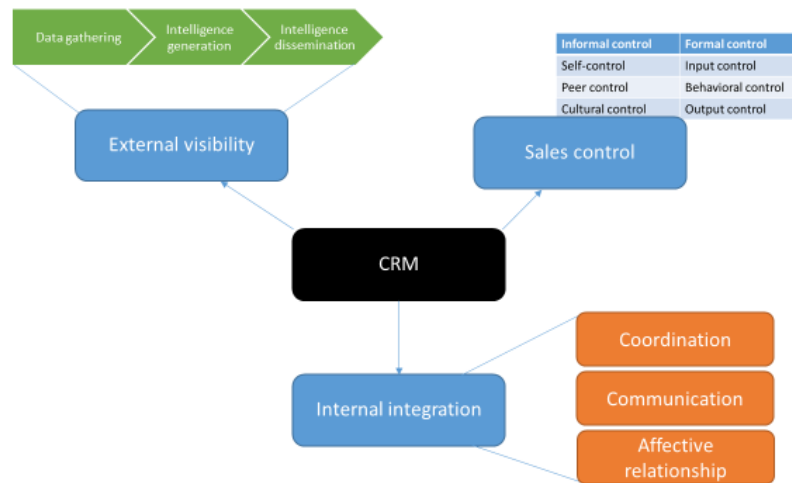 Data gathering
Intelligence
generation
Intelligence
dissemination
Informal control Formal control
Self-control Input control
Peer control Behavioral control
Cultural control Output control
External visibility
Sales control
CRM
Internal integration
Coordination
Communication
Affective
relationship